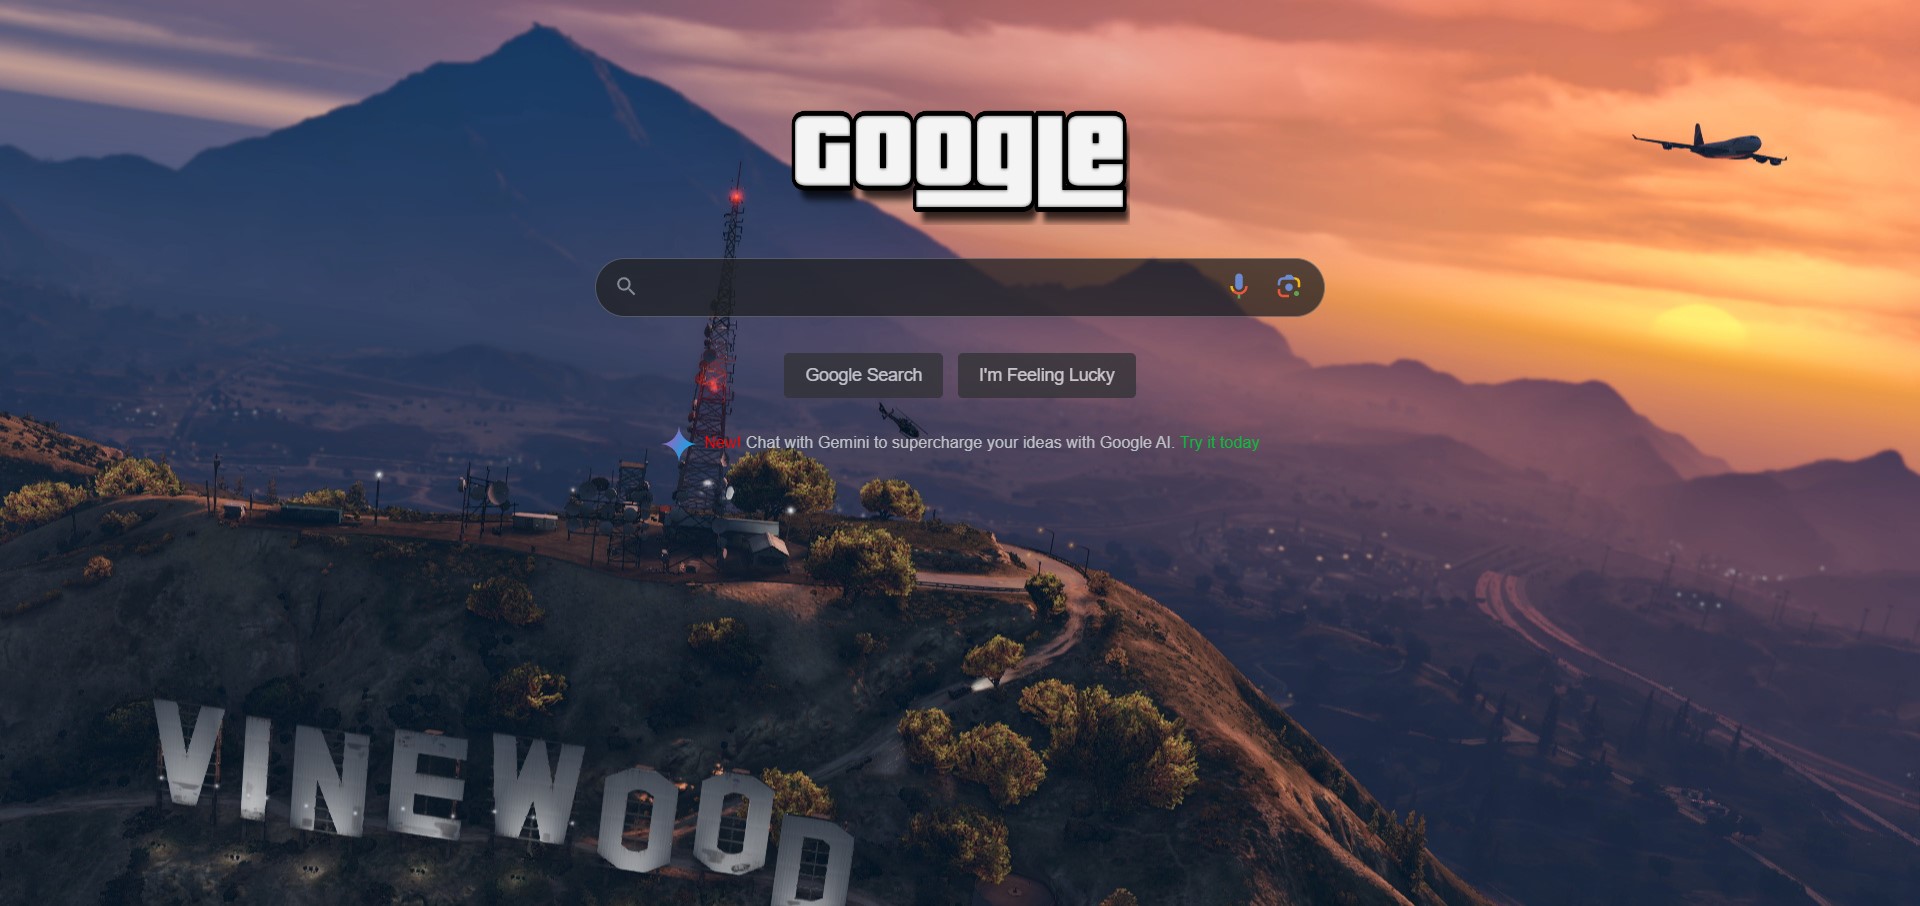 Google
Google Search
I'm Feeling Lucky
New! Chat with Gemini to supercharge your ideas with Google AI. Try it today
VINEWOOD